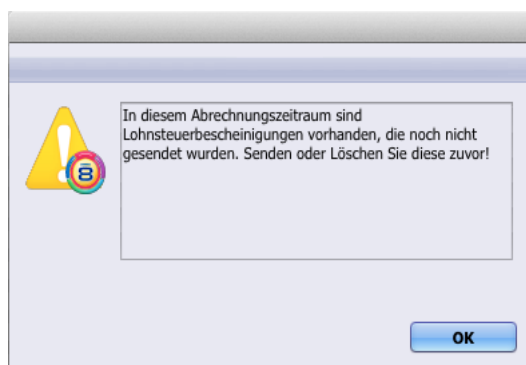 In diesem Abrechnungszeitraum sind
Lohnsteuerbescheinigungen vorhanden, die noch nicht
gesendet wurden. Senden oder Löschen Sie diese zuvor!
OK